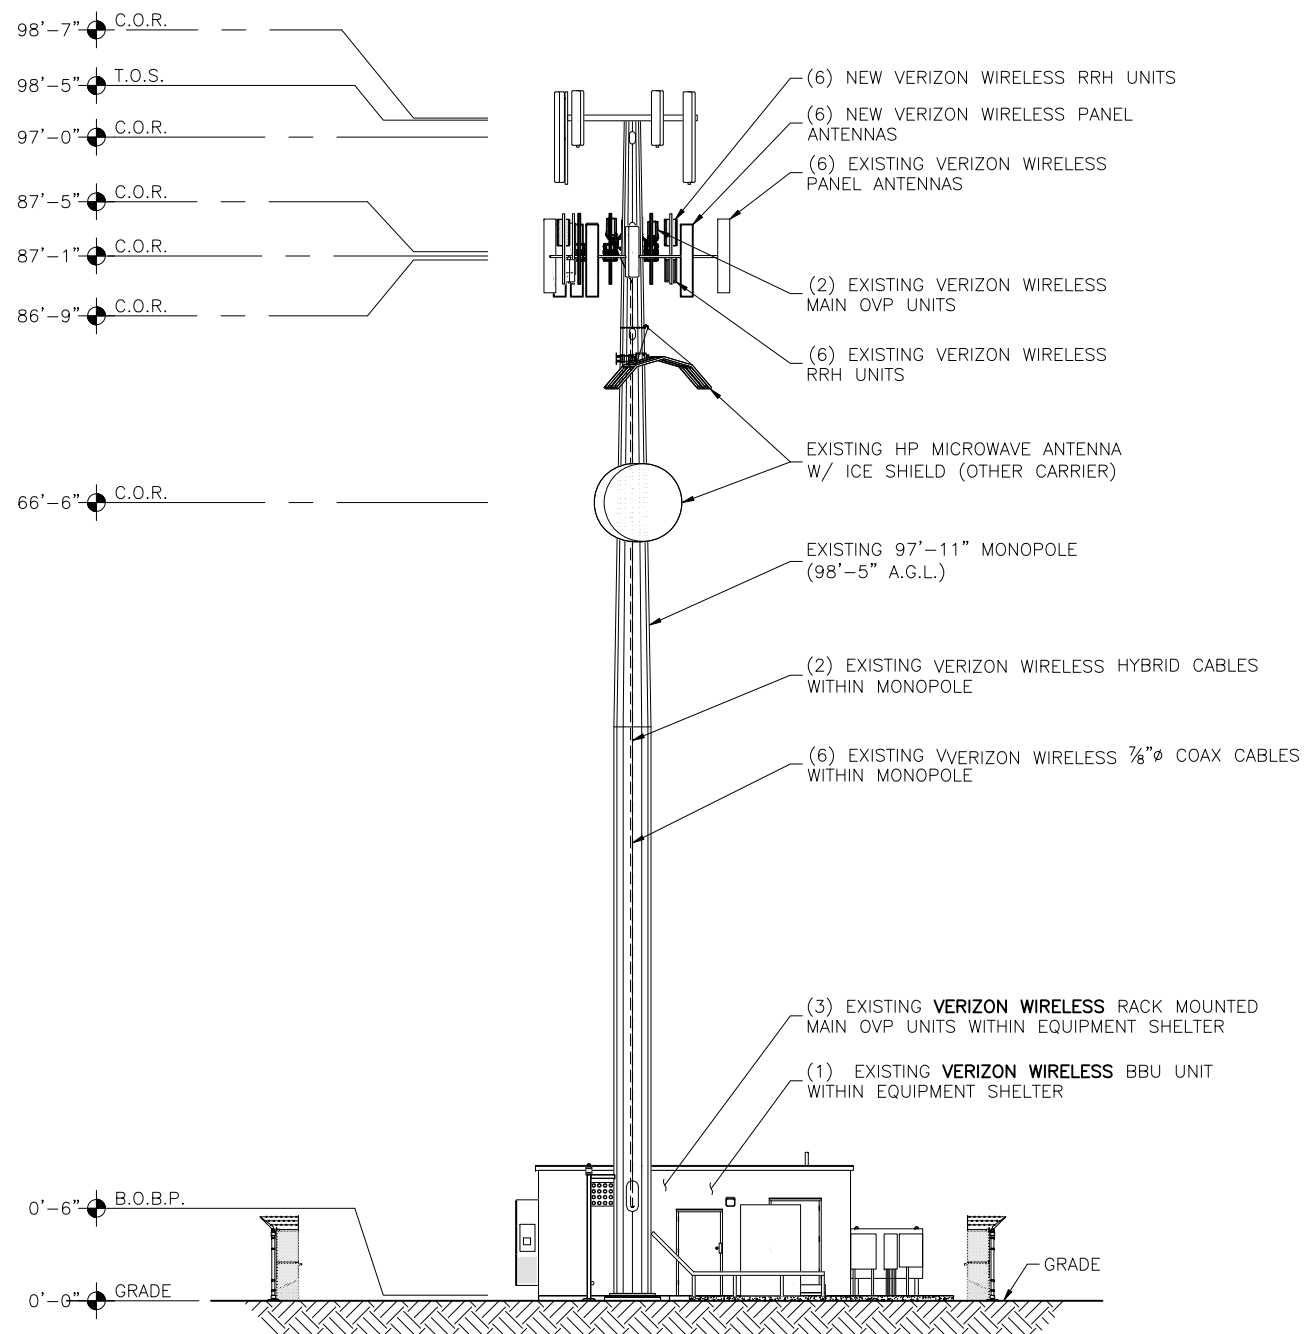 98'-7" C.O.R.
98'-5" T.O.S.
97'-0" C.O.R.
87'-5" C.O.R.
87'-1" C.O.R.
86'-9" C.O.R.
66'-6" C.O.R.
0'-6" B.O.B.P.
0'-0" GRADE
(6) NEW VERIZON WIRELESS RRH UNITS
(6) NEW VERIZON WIRELESS PANEL
ANTENNAS
(6) EXISTING VERIZON WIRELESS
PANEL ANTENNAS
(2) EXISTING VERIZON WIRELESS
MAIN OVP UNITS
(6) EXISTING VERIZON WIRELESS
RRH UNITS
EXISTING HP MICROWAVE ANTENNA
W/ ICE SHIELD (OTHER CARRIER)
EXISTING 97'-11" MONOPOLE
(98'-5" A.G.L.)
(2) EXISTING VERIZON WIRELESS HYBRID CABLES
WITHIN MONOPOLE
(6) EXISTING VVERIZON WIRELESS ⅞"ø COAX CABLES
WITHIN MONOPOLE
(3) EXISTING VERIZON WIRELESS RACK MOUNTED
MAIN OVP UNITS WITHIN EQUIPMENT SHELTER
(1) EXISTING VERIZON WIRELESS BBU UNIT
WITHIN EQUIPMENT SHELTER
GRADE